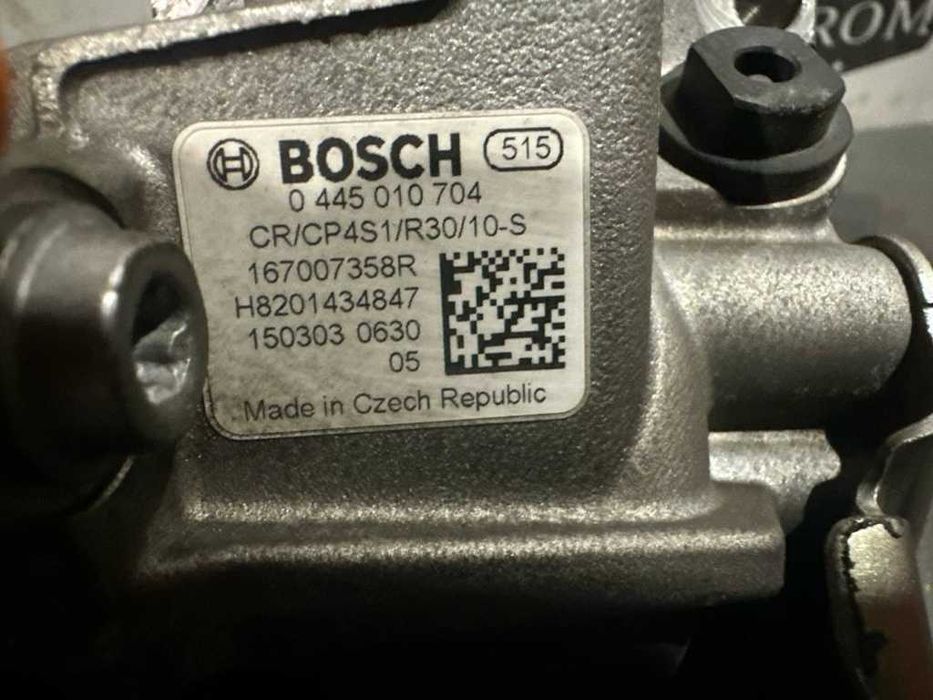 BOSCH 515
0 445 010 704
CR/CP4S1/R30/10-S
167007358R
H8201434847
150303 0630
05
Made in Czech Republic